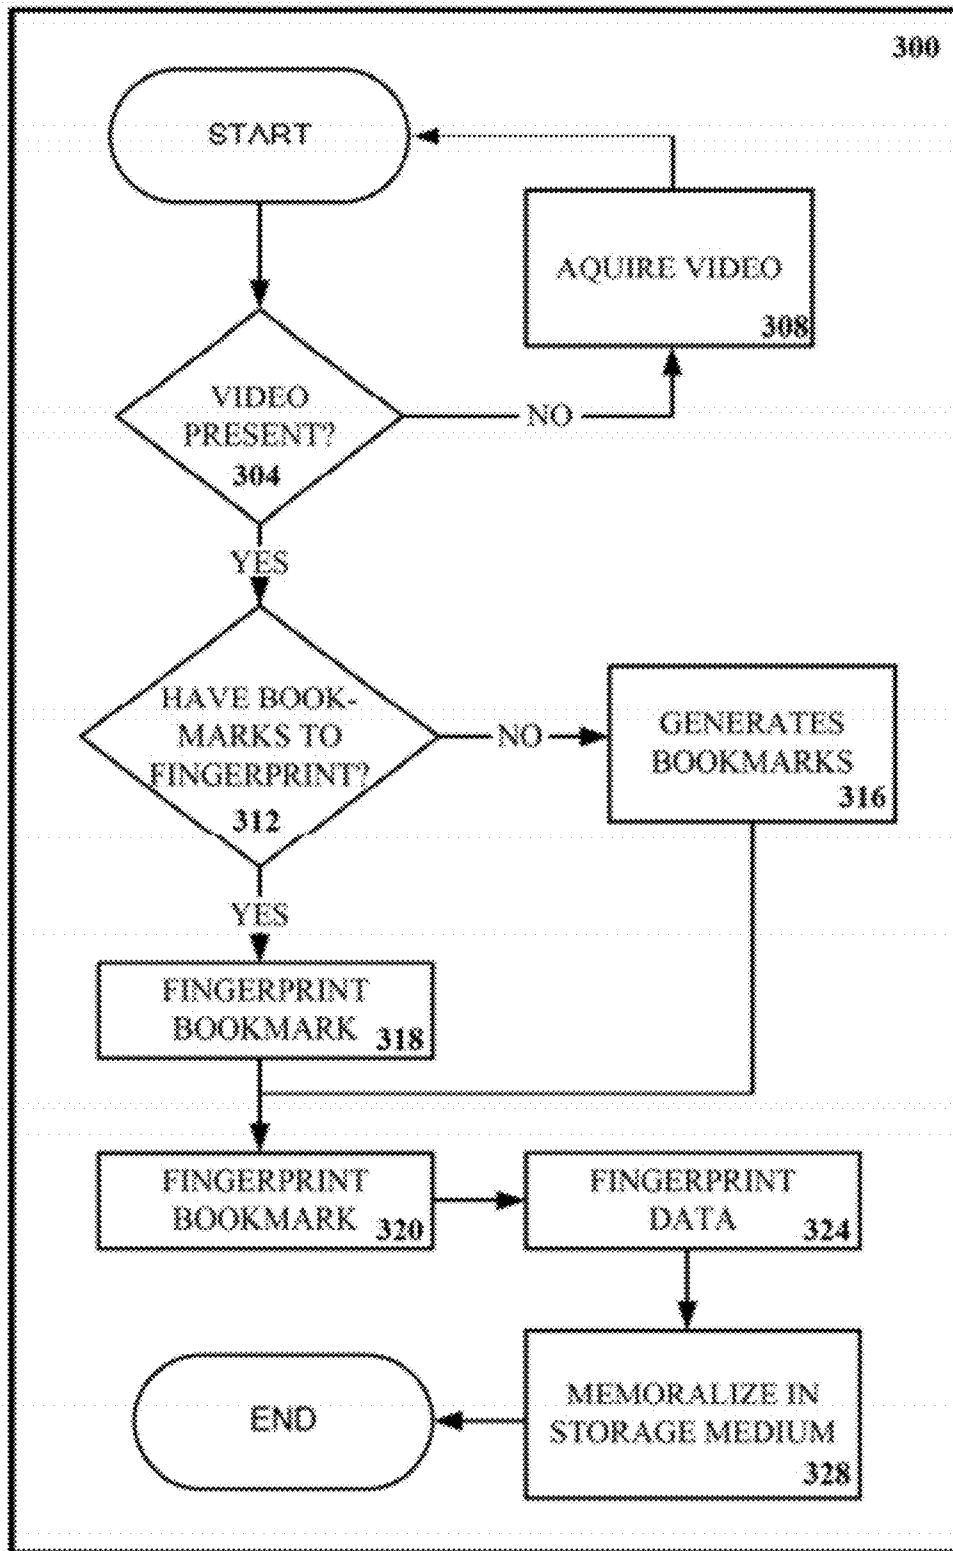 300
START
AQUIRE VIDEO
308
VIDEO
PRESENT?
304
NO
YES
HAVE BOOK-
MARKS TO
FINGERPRINT?
312
NO
GENERATES
BOOKMARKS
316
YES
FINGERPRINT
BOOKMARK
318
FINGERPRINT
BOOKMARK
320
FINGERPRINT
DATA
324
MEMORALIZE IN
STORAGE MEDIUM
328
END